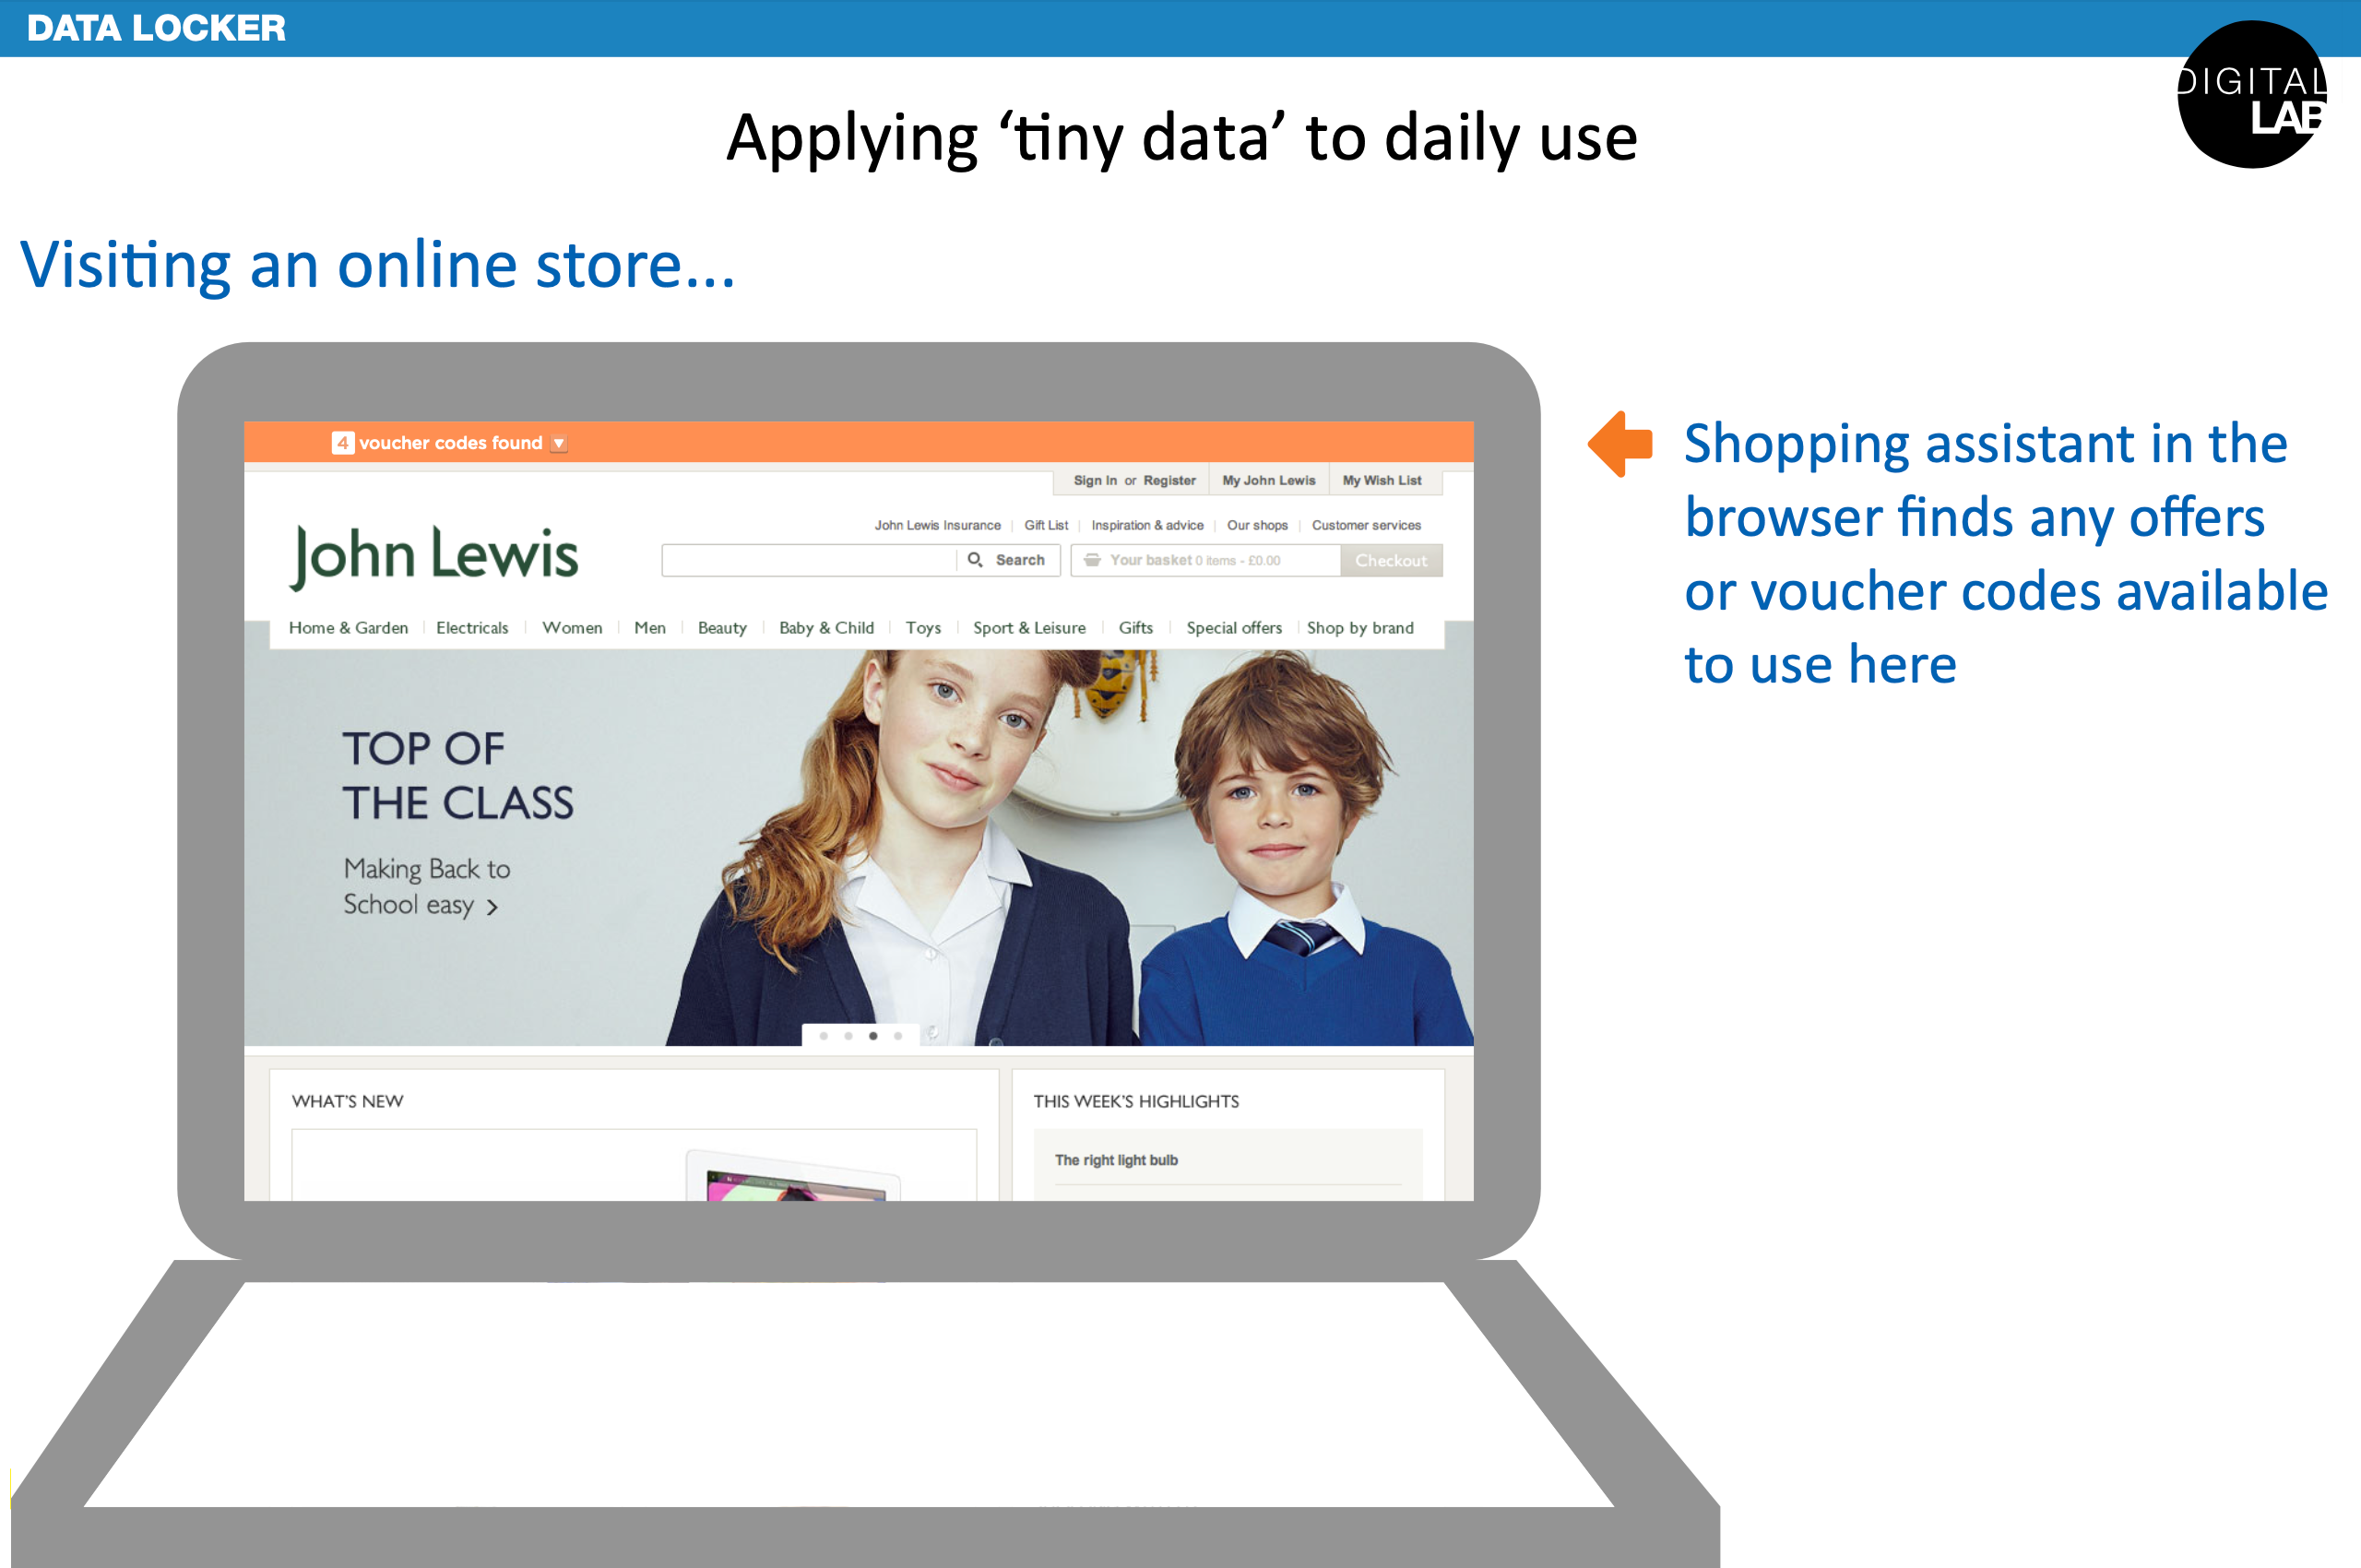 DATA LOCKER
DIGITAL
LAB
Applying ‘tiny data’ to daily use
Visiting an online store...
4 voucher codes found
Sign In or Register My John Lewis My Wish List
John Lewis Insurance Gift List Inspiration & advice Our shops Customer services
John Lewis
Search Your basket 0 items - £0.00 Checkout
Home & Garden Electricals Women Men Beauty Baby & Child Toys Sport & Leisure Gifts Special offers Shop by brand
TOP OF
THE CLASS
Making Back to
School easy >
WHAT'S NEW
THIS WEEK'S HIGHLIGHTS
The right light bulb
Shopping assistant in the
browser finds any offers
or voucher codes available
to use here